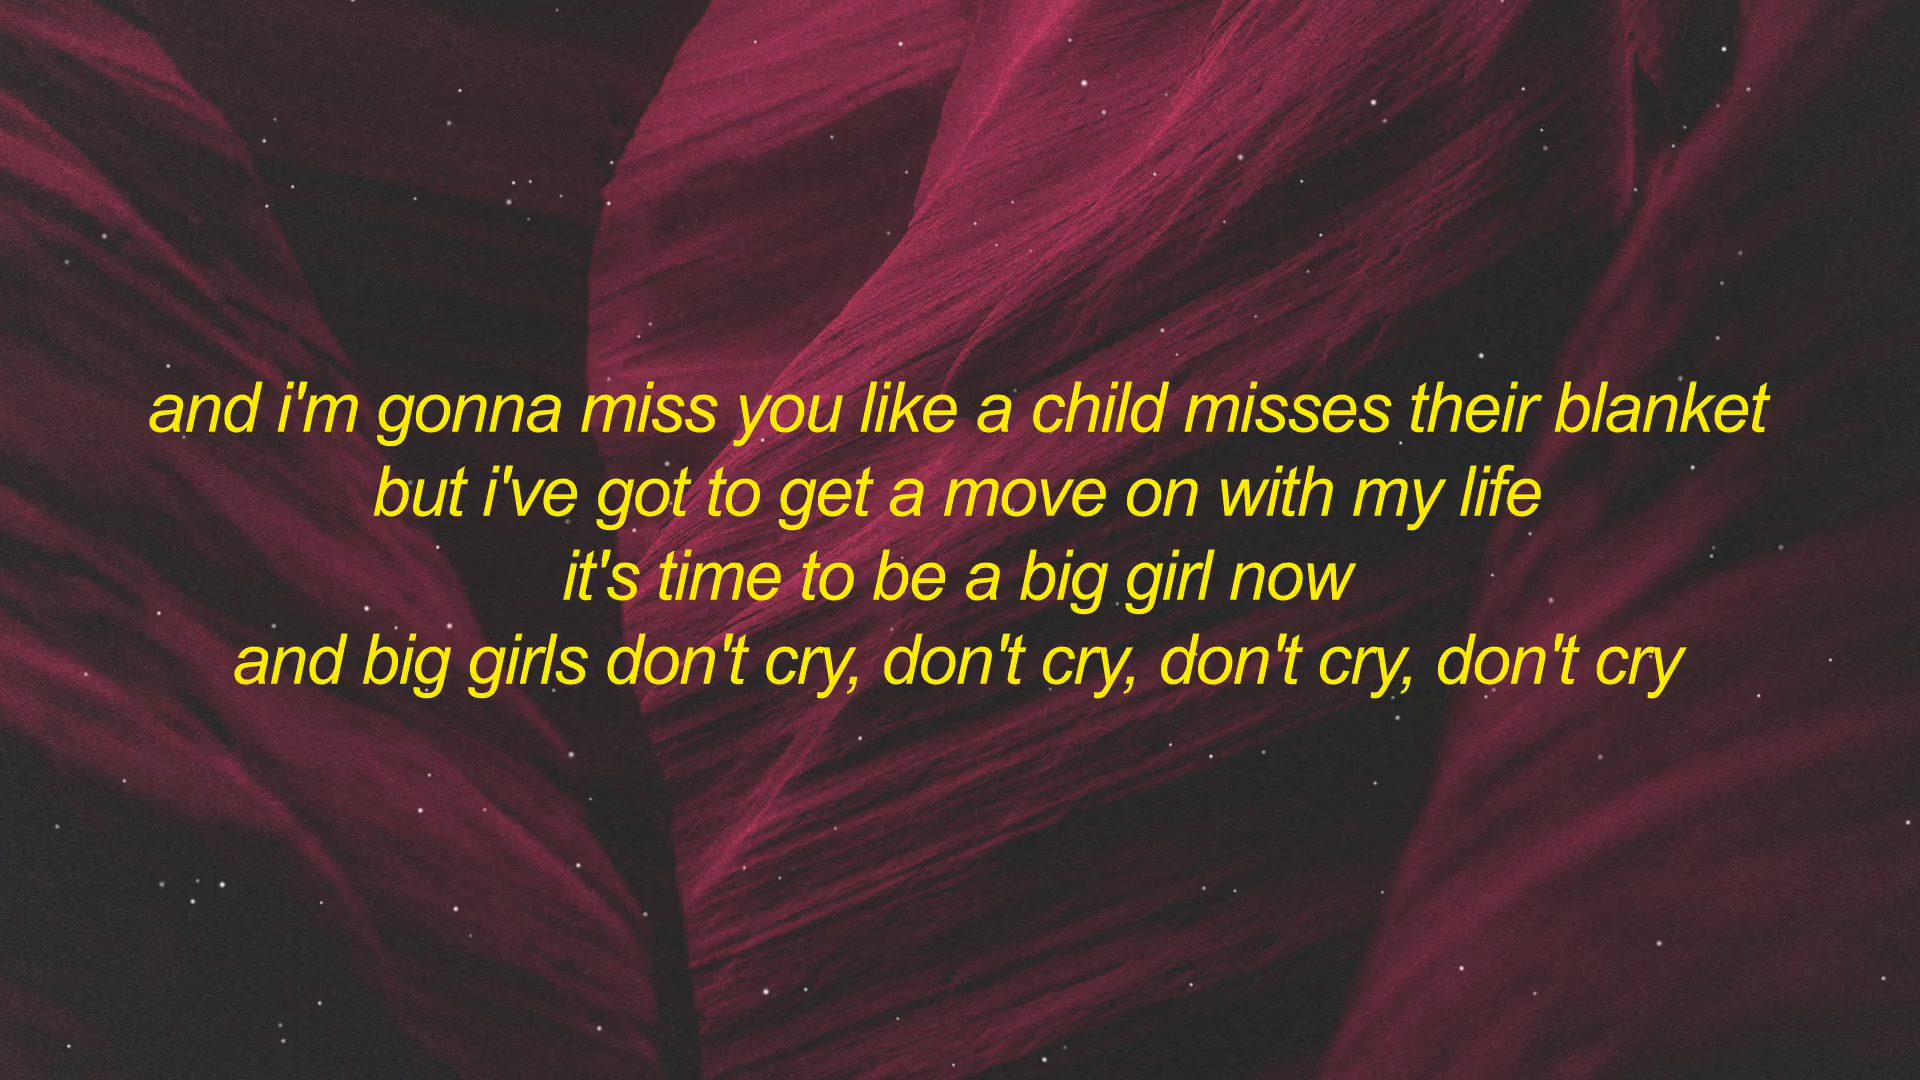 and i'm gonna miss you like a child misses their blanket
but i've got to get a move on with my life
it's time to be a big girl now
and big girls don't cry, don't cry, don't cry, don't cry